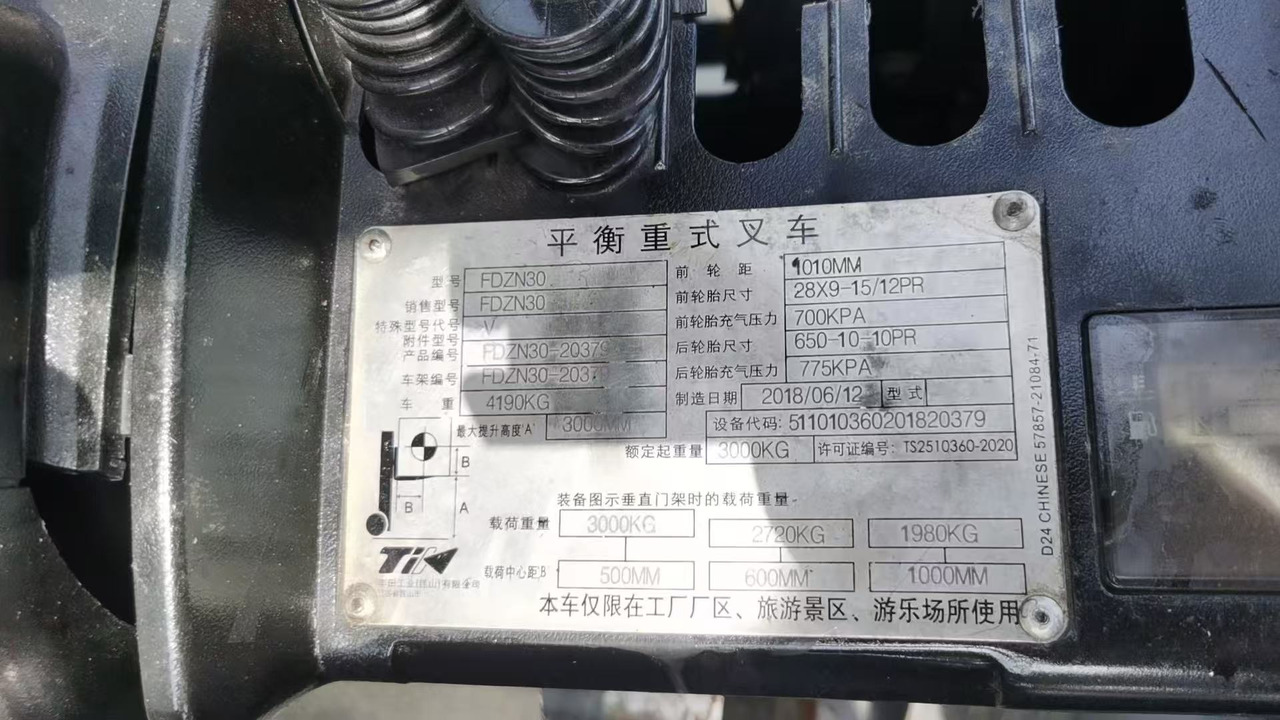 平衡重式叉车
型号 FDZN30 前轮距 1010MM
销售型号 FDZN30 前轮胎尺寸 28X9-15/12PR
特殊型号代号 V 前轮胎充气压力 700KPA
附件型号 后轮胎尺寸 650-10-10PR
产品编号 FDZN30-20379
车架编号 FDZN30-20379 后轮胎充气压力 775KPA
车重 4190KG 制造日期 2018/06/12 型式
最大提升高度'A' 3000MM 设备代码: 511010360201820379
额定起重量 3000KG 许可证编号: TS2510360-2020
B
B A
装备图示垂直门架时的载荷重量
载荷重量 3000KG 2720KG 1980KG
载荷中心距'B' 500MM 600MM 1000MM
本车仅限在工厂厂区、旅游景区、游乐场所使用
D24 CHINESE 57857-21084-71